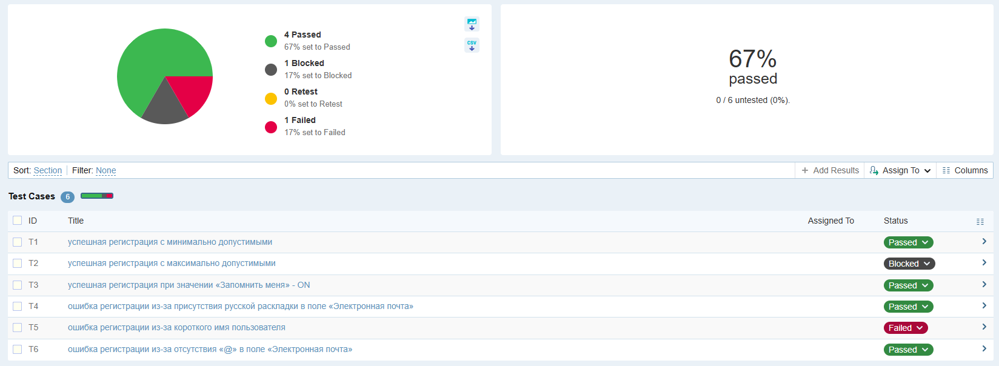 4 Passed
67% set to Passed
1 Blocked
17% set to Blocked
0 Retest
0% set to Retest
1 Failed
17% set to Failed
CSV
67%
passed
0 / 6 untested (0%).
Sort: Section Filter: None + Add Results Assign To Columns
Test Cases 6
ID Title Assigned To Status
T1 успешная регистрация с минимально допустимыми Passed
T2 успешная регистрация с максимально допустимыми Blocked
T3 успешная регистрация при значении «Запомнить меня» - ON Passed
T4 ошибка регистрации из-за присутствия русской раскладки в поле «Электронная почта» Passed
T5 ошибка регистрации из-за короткого имя пользователя Failed
T6 ошибка регистрации из-за отсутствия «@» в поле «Электронная почта» Passed